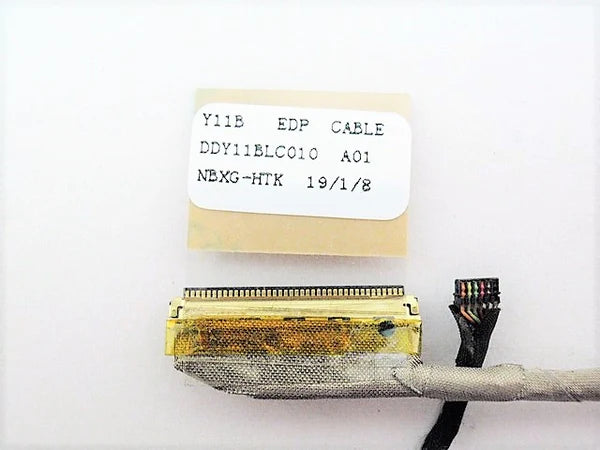 Y11B EDP CABLE
DDY11BLC010 A01
NBXG-HTK 19/1/8